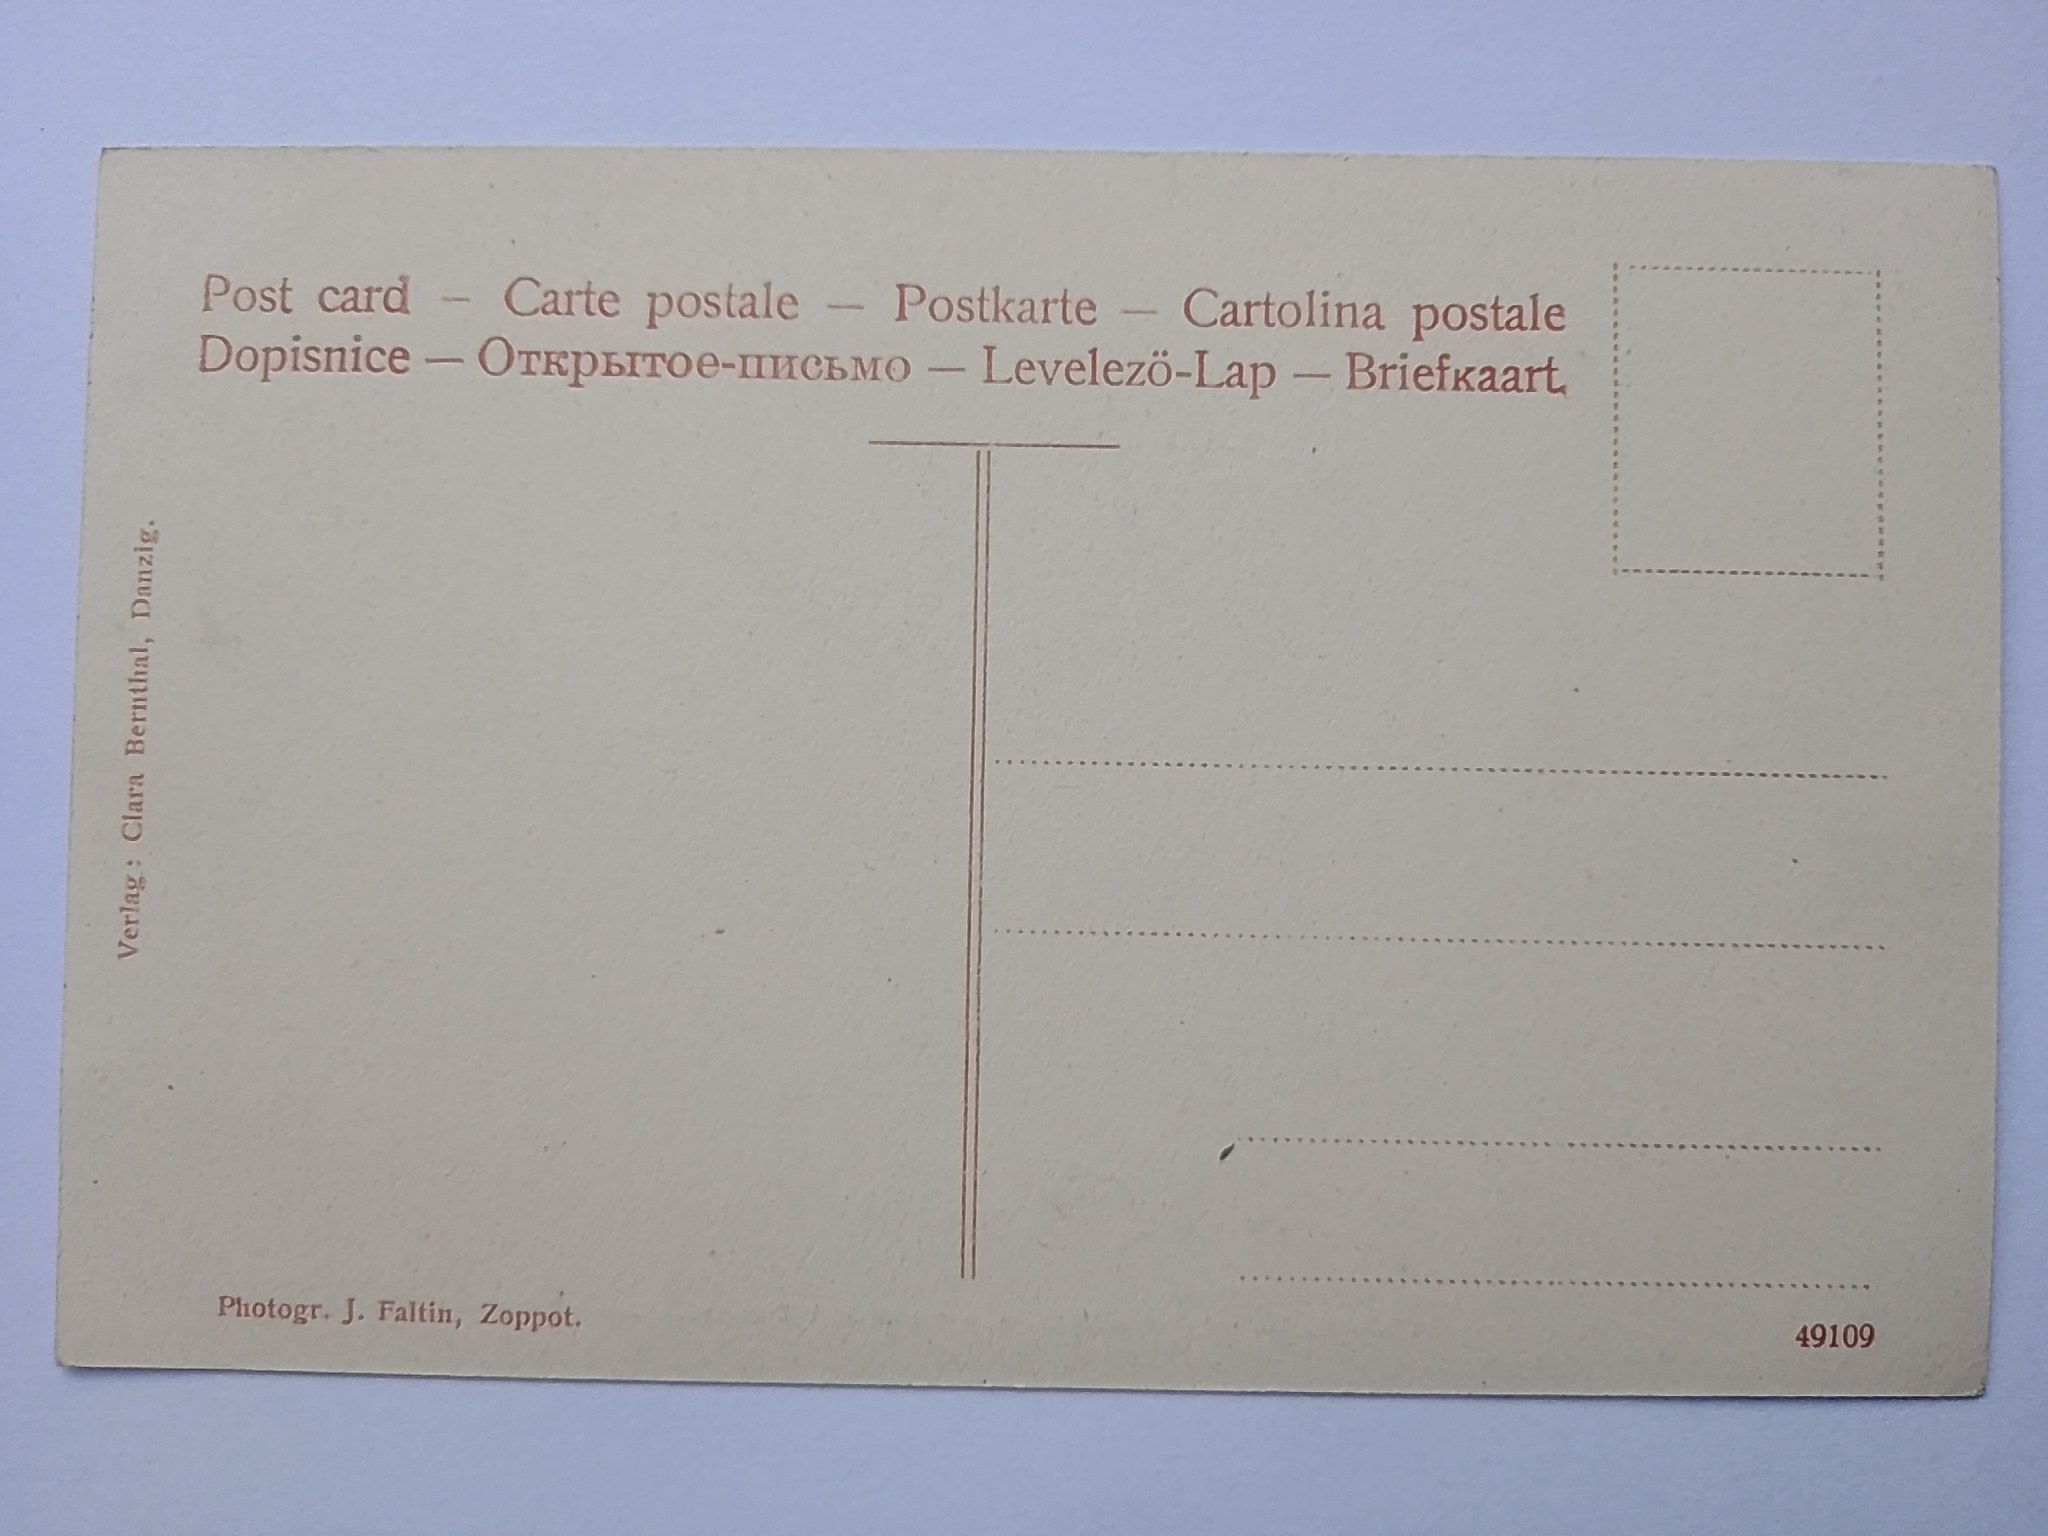 Post card – Carte postale — Postkarte — Cartolina postale
Dopisnice — Открытое-письмо — Levelezö-Lap — Briefкaart
Verlag: Clara Bernthal, Danzig.
Photogr. J. Faltin, Zoppot.
49109